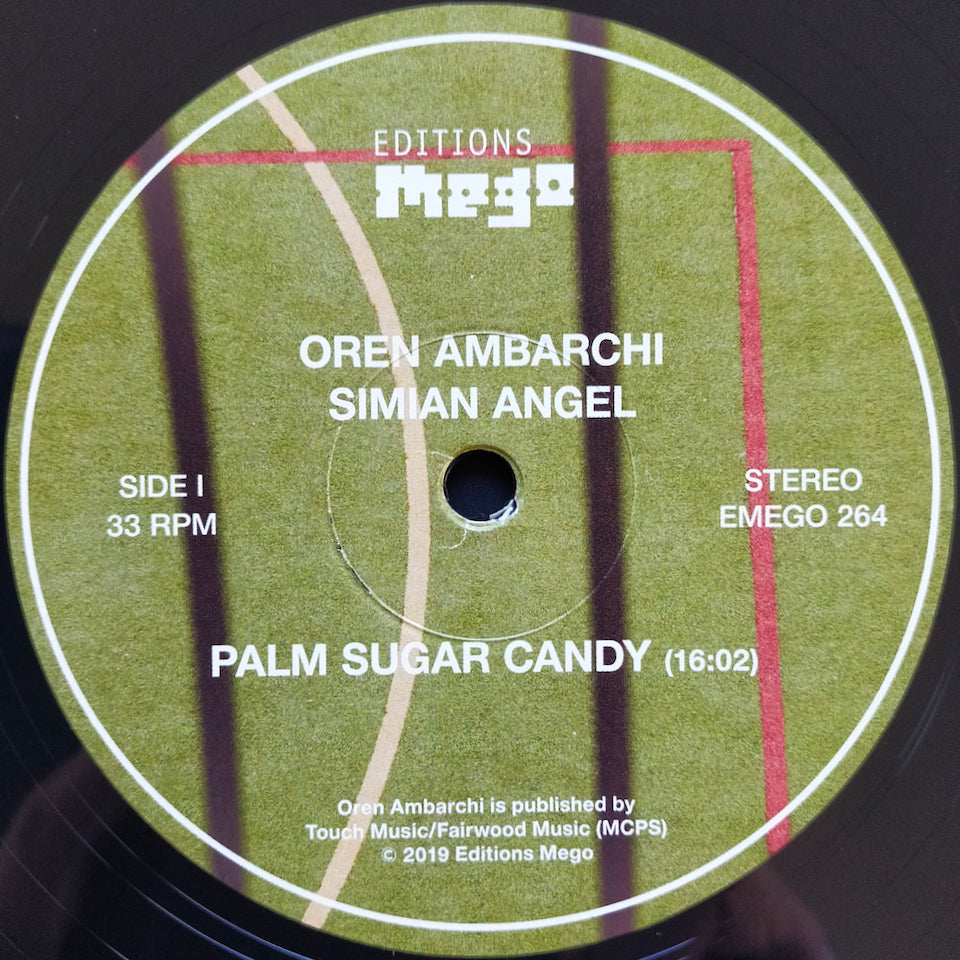 EDITIONS
mego
OREN AMBARCHI
SIMIAN ANGEL
SIDE I
33 RPM
STEREO
EMEGO 264
PALM SUGAR CANDY (16:02)
Oren Ambarchi is published by
Touch Music/Fairwood Music (MCPS)
© 2019 Editions Mego